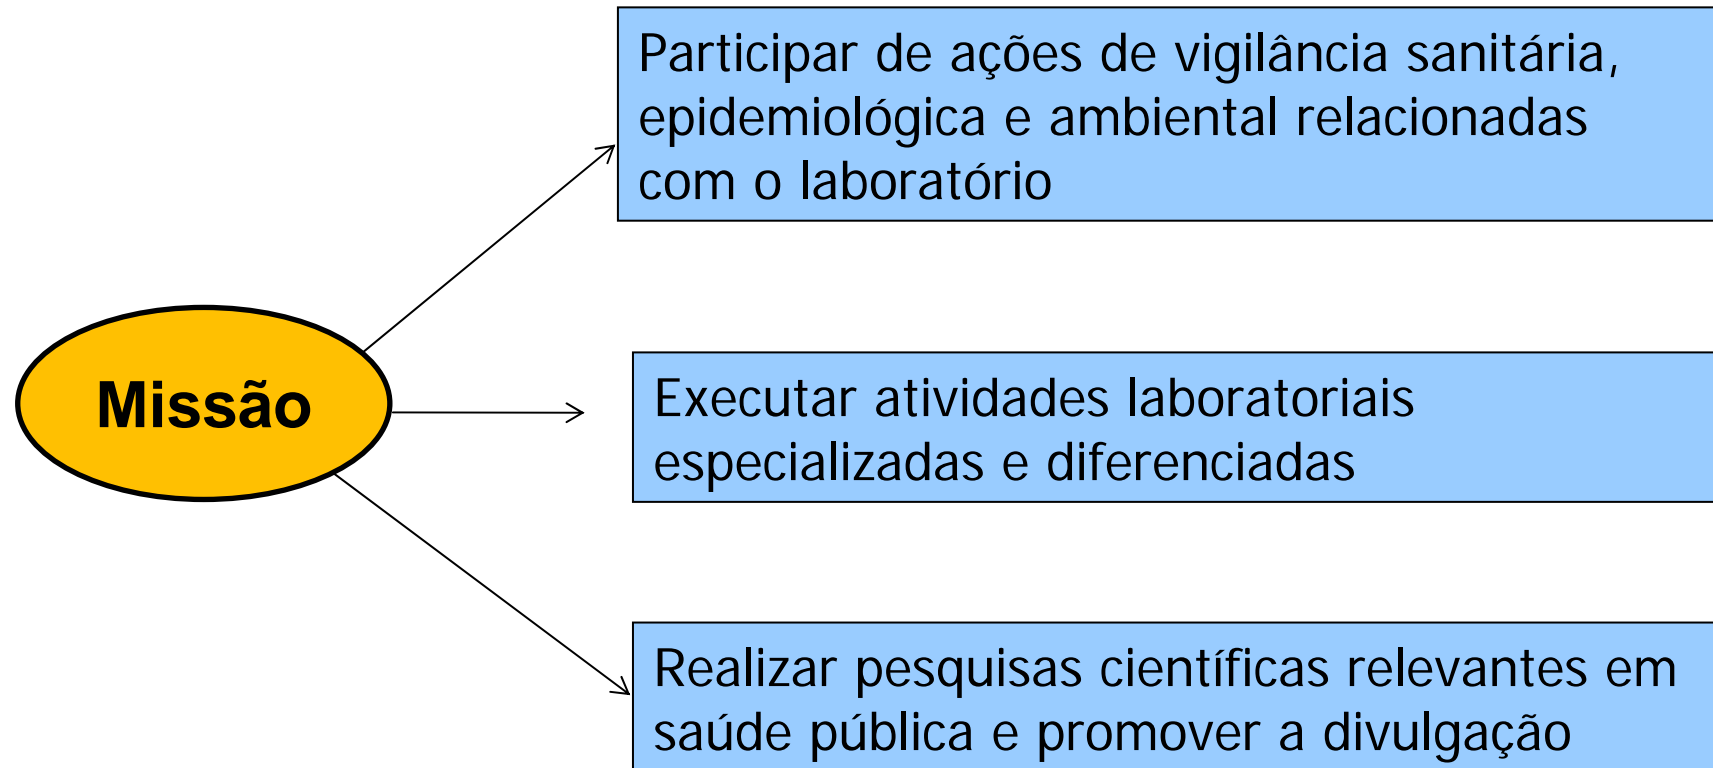 Participar de ações de vigilância sanitária,
epidemiológica e ambiental relacionadas
com o laboratório
Missão
Executar atividades laboratoriais
especializadas e diferenciadas
Realizar pesquisas científicas relevantes em
saúde pública e promover a divulgação